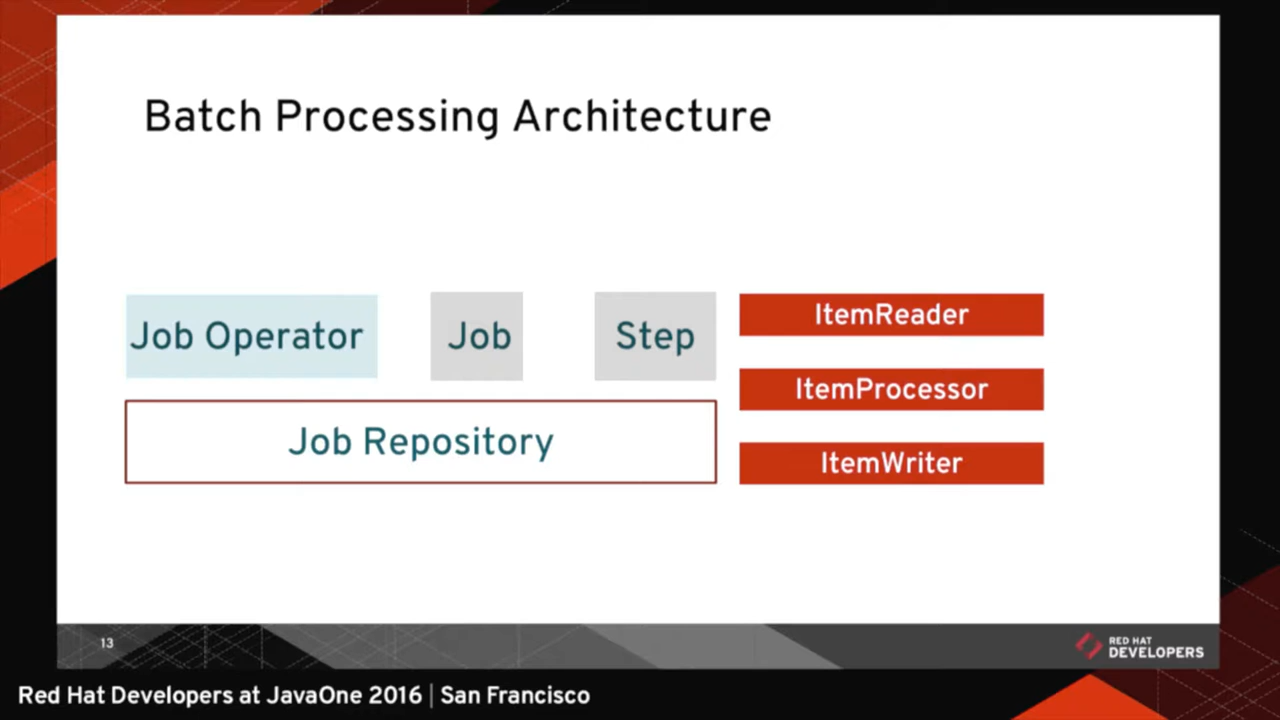 Batch Processing Architecture
Job Operator
Job
Step
ItemReader
ItemProcessor
ItemWriter
Job Repository
13
RED HAT
DEVELOPERS
Red Hat Developers at JavaOne 2016 | San Francisco